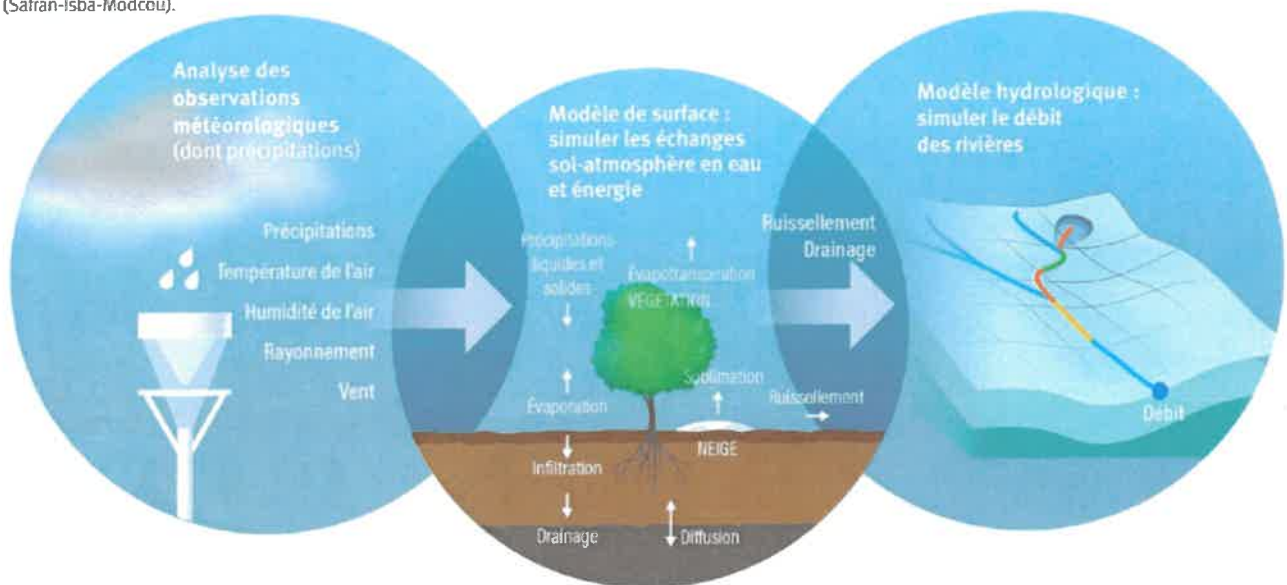 (Safran-Isba-Modcou).
Analyse des
observations
météorologiques
(dont précipitations)
Précipitations
Température de l'air
Humidité de l'air
Rayonnement
Vent
Modèle de surface :
simuler les échanges
sol-atmosphère en eau
et énergie
Précipitations
liquides et
solides
Évapotranspiration
VÉGÉTATION
Évaporation
Sublimation
Ruissellement
NEIGE
Infiltration
Drainage
Diffusion
Ruissellement
Drainage
Modèle hydrologique :
simuler le débit
des rivières
Débit